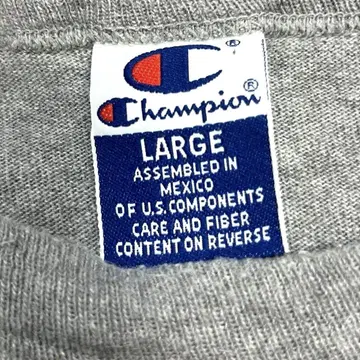 ®
Champion®
LARGE
ASSEMBLED IN
MEXICO
OF U.S. COMPONENTS
CARE AND FIBER
CONTENT ON REVERSE